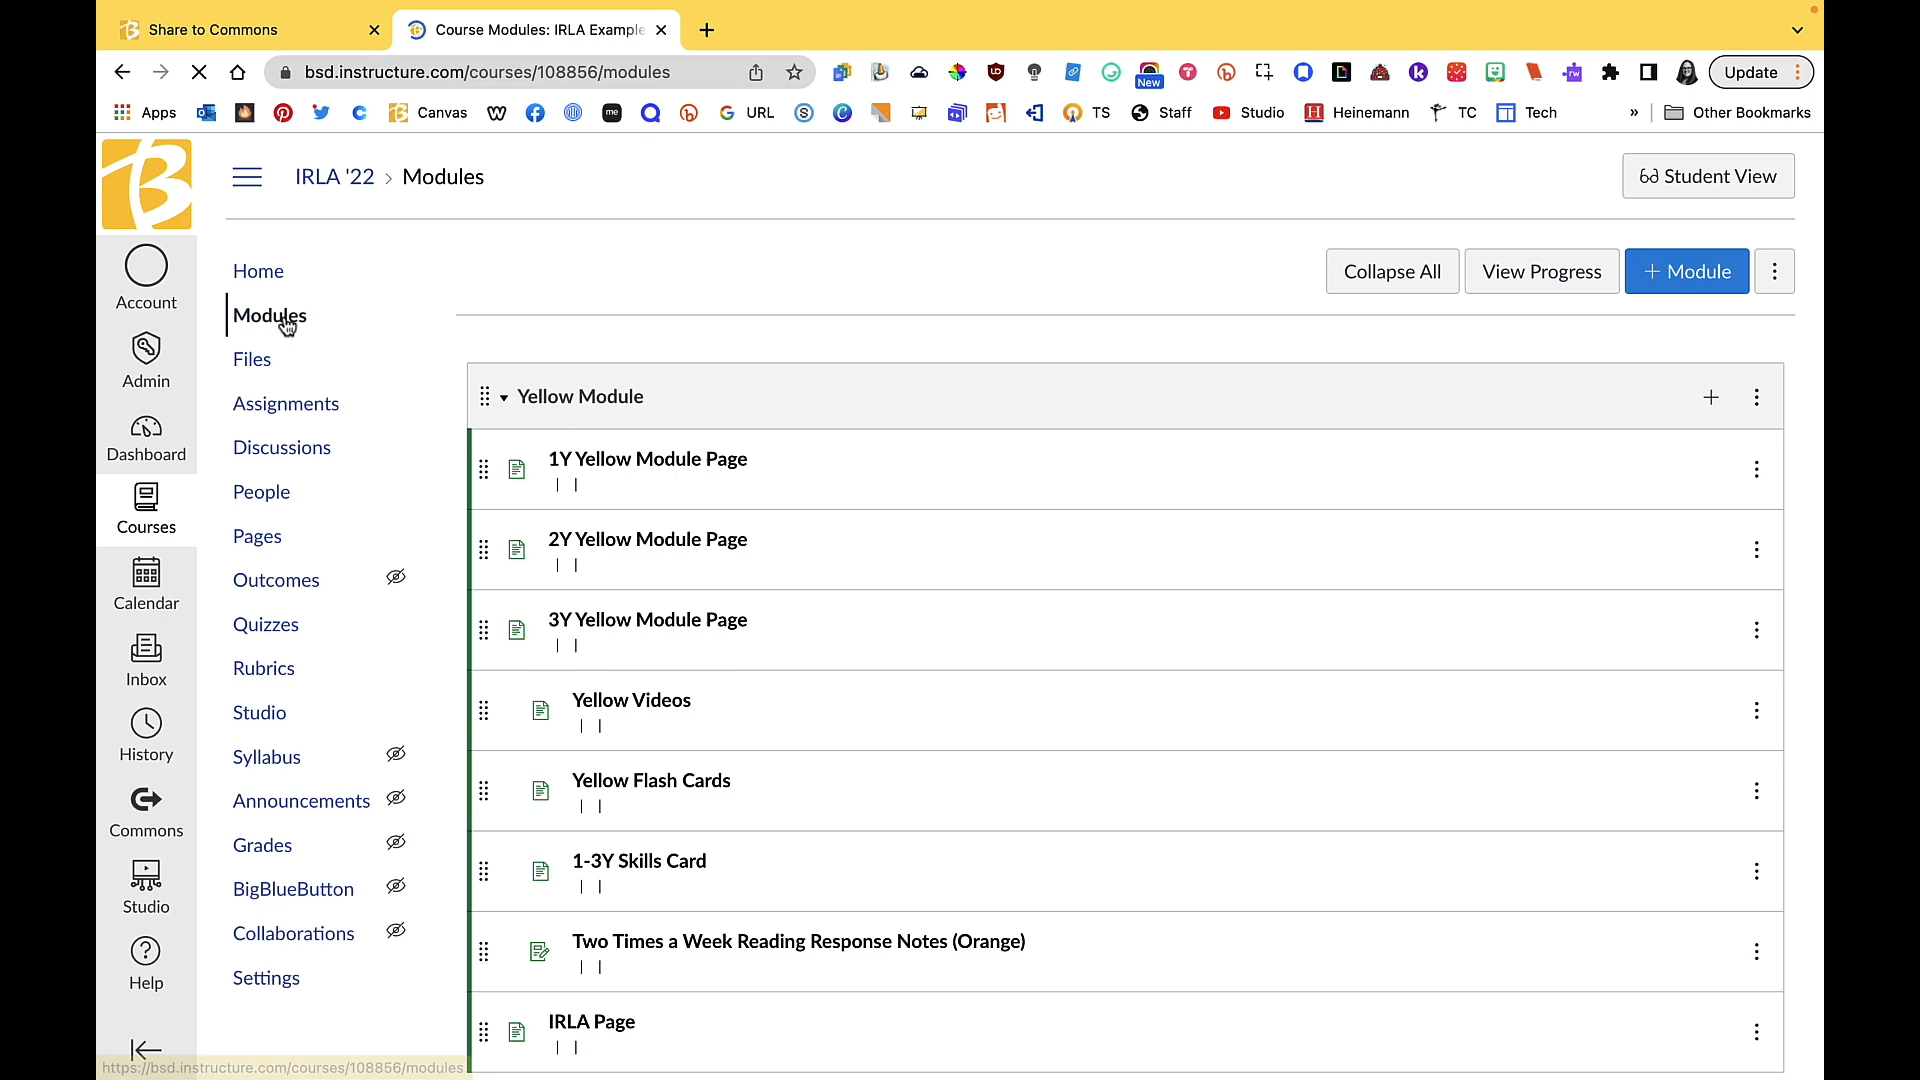 Share to Commons
Course Modules: IRLA Example
bsd.instructure.com/courses/108856/modules
New
Update
Apps
Canvas
me
URL
TS
Staff
Studio
Heinemann
TC
Tech
»
Other Bookmarks
IRLA '22 › Modules
Student View
Account
Admin
Dashboard
Courses
Calendar
Inbox
History
Commons
Studio
Help
Home
Modules
Files
Assignments
Discussions
People
Pages
Outcomes
Quizzes
Rubrics
Studio
Syllabus
Announcements
Grades
BigBlueButton
Collaborations
Settings
Collapse All
View Progress
+ Module
Yellow Module
1Y Yellow Module Page
| |
2Y Yellow Module Page
| |
3Y Yellow Module Page
| |
Yellow Videos
| |
Yellow Flash Cards
| |
1-3Y Skills Card
| |
Two Times a Week Reading Response Notes (Orange)
| |
IRLA Page
| |
https://bsd.instructure.com/courses/108856/modules